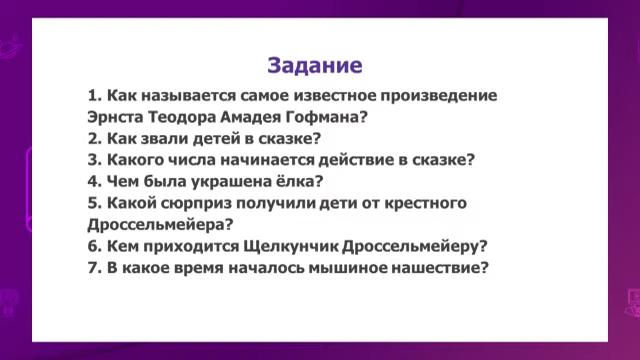 Задание
1. Как называется самое известное произведение
Эрнста Теодора Амадея Гофмана?
2. Как звали детей в сказке?
3. Какого числа начинается действие в сказке?
4. Чем была украшена ёлка?
5. Какой сюрприз получили дети от крестного
Дроссельмейера?
6. Кем приходится Щелкунчик Дроссельмейеру?
7. В какое время началось мышиное нашествие?